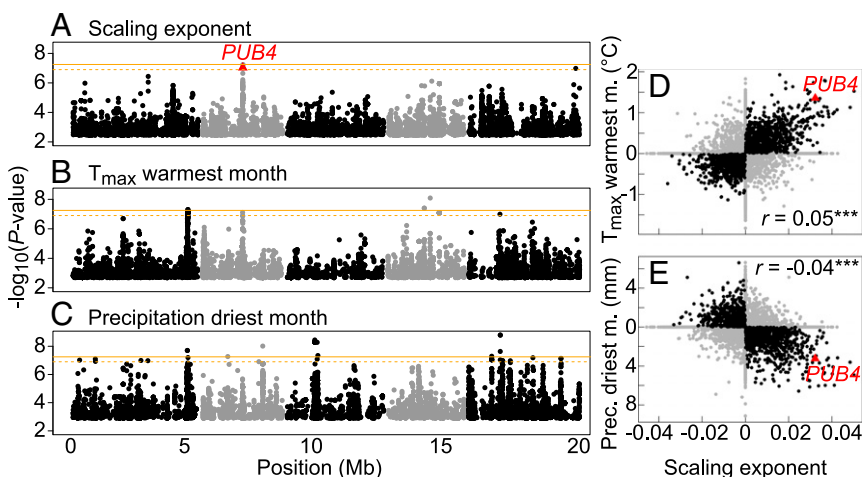 A Scaling exponent
PUB4
8
6
4
2
B Tmax warmest month
8
6
4
2
-log10(P-value)
C Precipitation driest month
8
6
4
2
0 5 10 15 20
Position (Mb)
D
PUB4
Tmax warmest m. (°C)
2
1
0
1
r = 0.05***
E
r = -0.04***
Prec. driest m. (mm)
4
0
4
8
PUB4
-0.04 -0.02 0 0.02 0.04
Scaling exponent